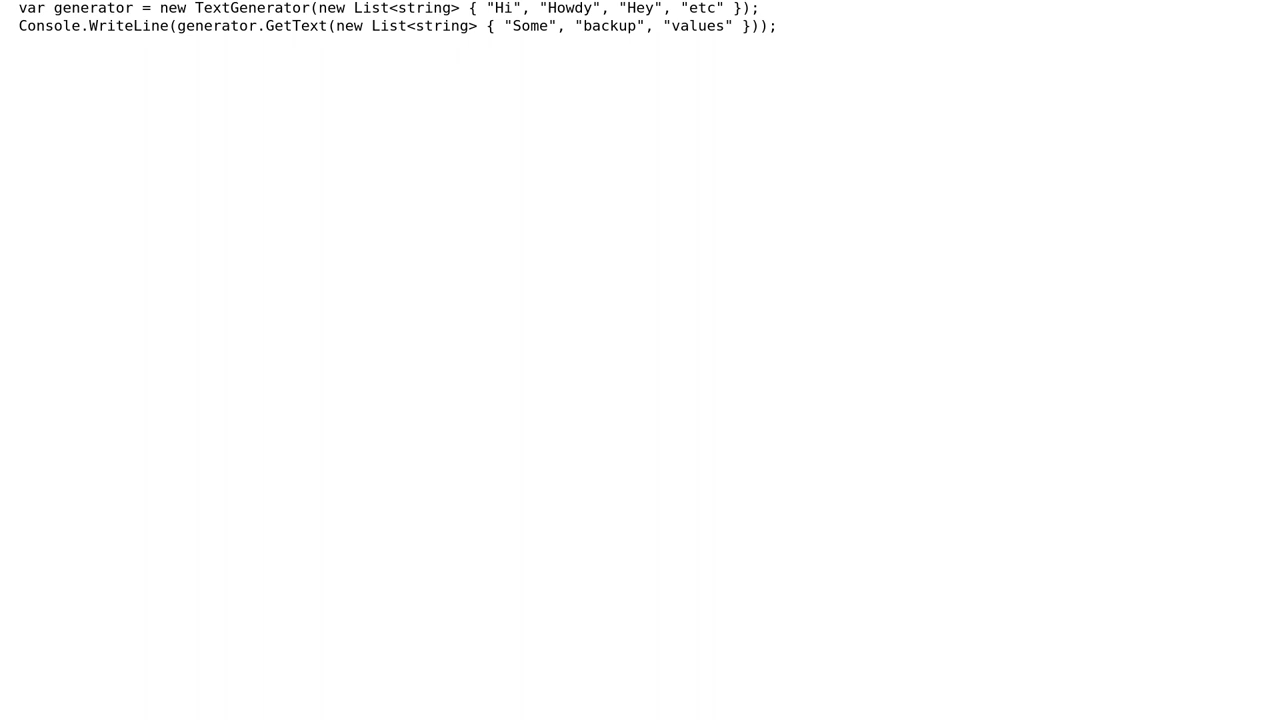 var generator = new TextGenerator(new List<string> { "Hi", "Howdy", "Hey", "etc" });
Console.WriteLine(generator.GetText(new List<string> { "Some", "backup", "values" }));